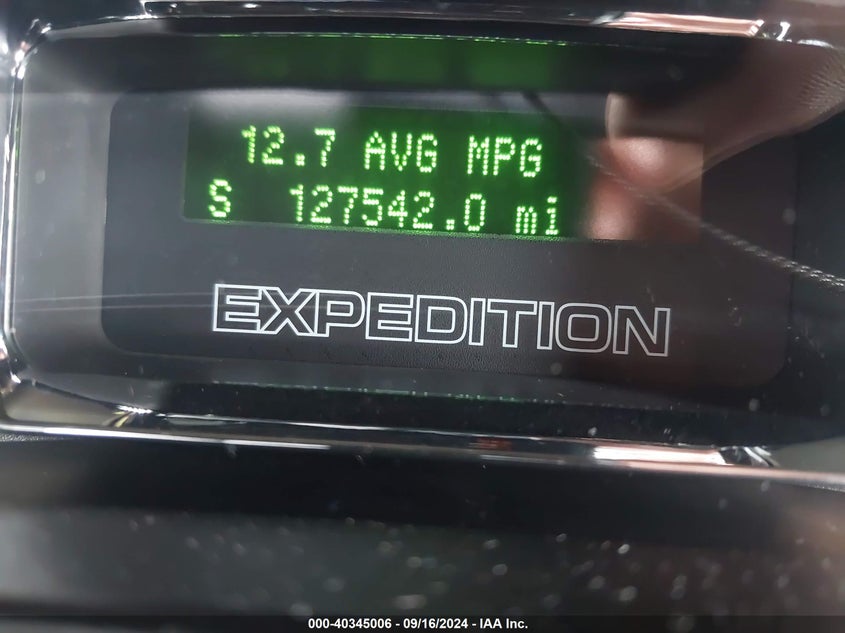 12.7 AVG MPG
S 127542.0 mi
EXPEDITION
000-40345006 - 09/16/2024 - IAA Inc.